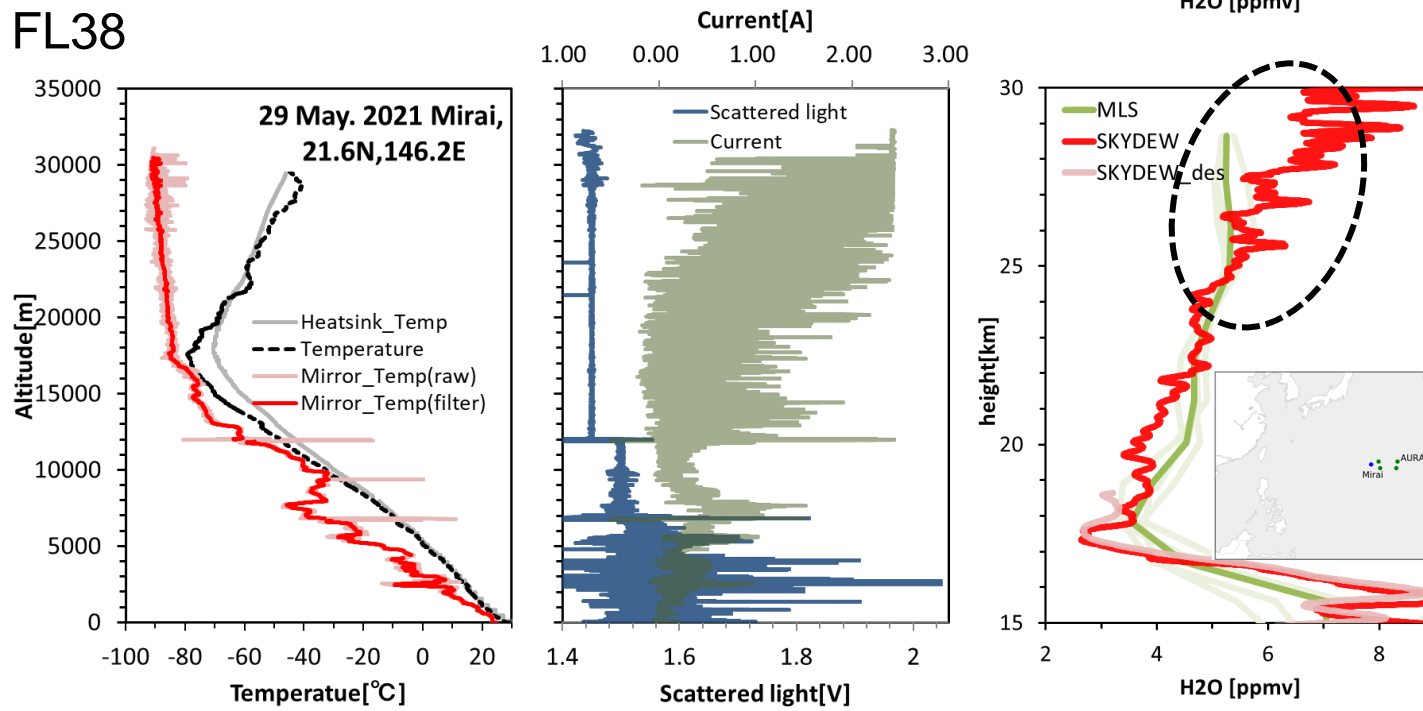 FL38
Current[A]
1.00 0.00 1.00 2.00 3.00
35000
30000
25000
20000
15000
10000
5000
0
Altitude[m]
29 May. 2021 Mirai,
21.6N,146.2E
Heatsink_Temp
Temperature
Mirror_Temp(raw)
Mirror_Temp(filter)
-100 -80 -60 -40 -20 0 20
Temperatue[℃]
Scattered light
Current
1.4 1.6 1.8 2
Scattered light[V]
H2O [ppmv]
30
25
20
15
height[km]
MLS
SKYDEW
SKYDEW_des
Mirai
AURA
2 4 6 8
H2O [ppmv]